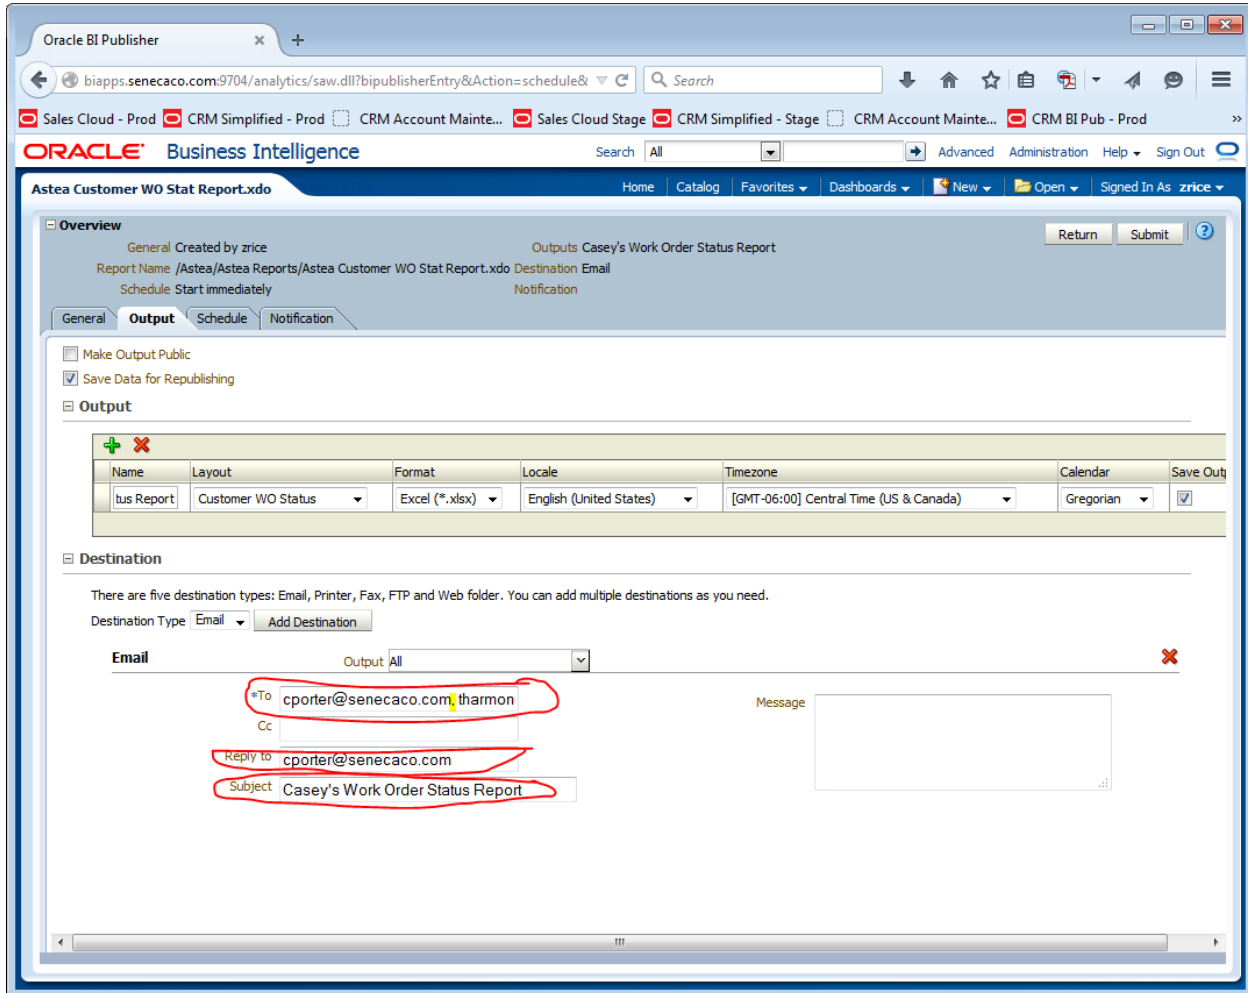 Oracle BI Publisher
biapps.senecaco.com:9704/analytics/saw.dll?bipublisherEntry&Action=schedule& Search
Sales Cloud - Prod CRM Simplified - Prod CRM Account Mainte... Sales Cloud Stage CRM Simplified - Stage CRM Account Mainte... CRM BI Pub - Prod »
ORACLE Business Intelligence Search All Advanced Administration Help Sign Out
Astea Customer WO Stat Report.xdo Home Catalog Favorites Dashboards New Open Signed In As zrice
Overview Return Submit ?
General Created by zrice Outputs Casey's Work Order Status Report
Report Name /Astea/Astea Reports/Astea Customer WO Stat Report.xdo Destination Email
Schedule Start immediately Notification
General Output Schedule Notification
Make Output Public
Save Data for Republishing
Output
Name Layout Format Locale Timezone Calendar Save Outp
tus Report Customer WO Status Excel (*.xlsx) English (United States) [GMT-06:00] Central Time (US & Canada) Gregorian
Destination
There are five destination types: Email, Printer, Fax, FTP and Web folder. You can add multiple destinations as you need.
Destination Type Email Add Destination
Email Output All
*To cporter@senecaco.com, tharmon Message
Cc
Reply to cporter@senecaco.com
Subject Casey's Work Order Status Report